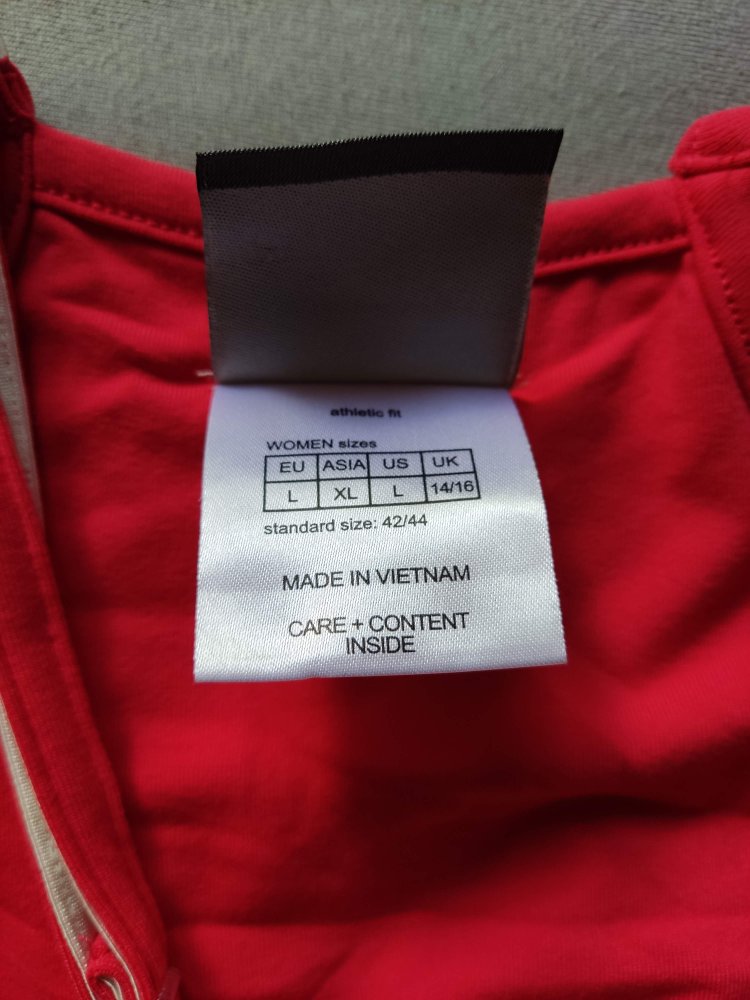 athletic fit
WOMEN sizes
EU ASIA US UK
L XL L 14/16
standard size: 42/44
MADE IN VIETNAM
CARE + CONTENT
INSIDE